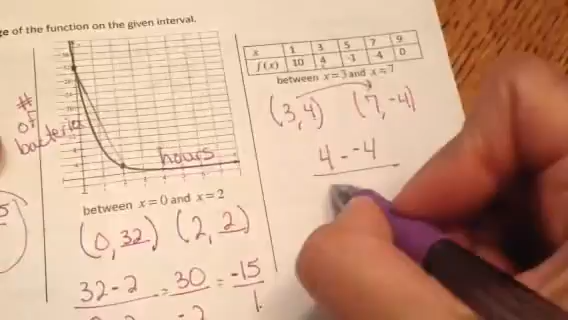 ge of the function on the given interval.
# of bacteria
hours
between x = 0 and x = 2
(0, 32) (2, 2)
32 - 2 = 30 = -15
-2 1
x 1 3 5 7 9
f(x) 10 4 -1 -4 0
between x = 3 and x = 7
(3, 4) (7, -4)
4 - -4